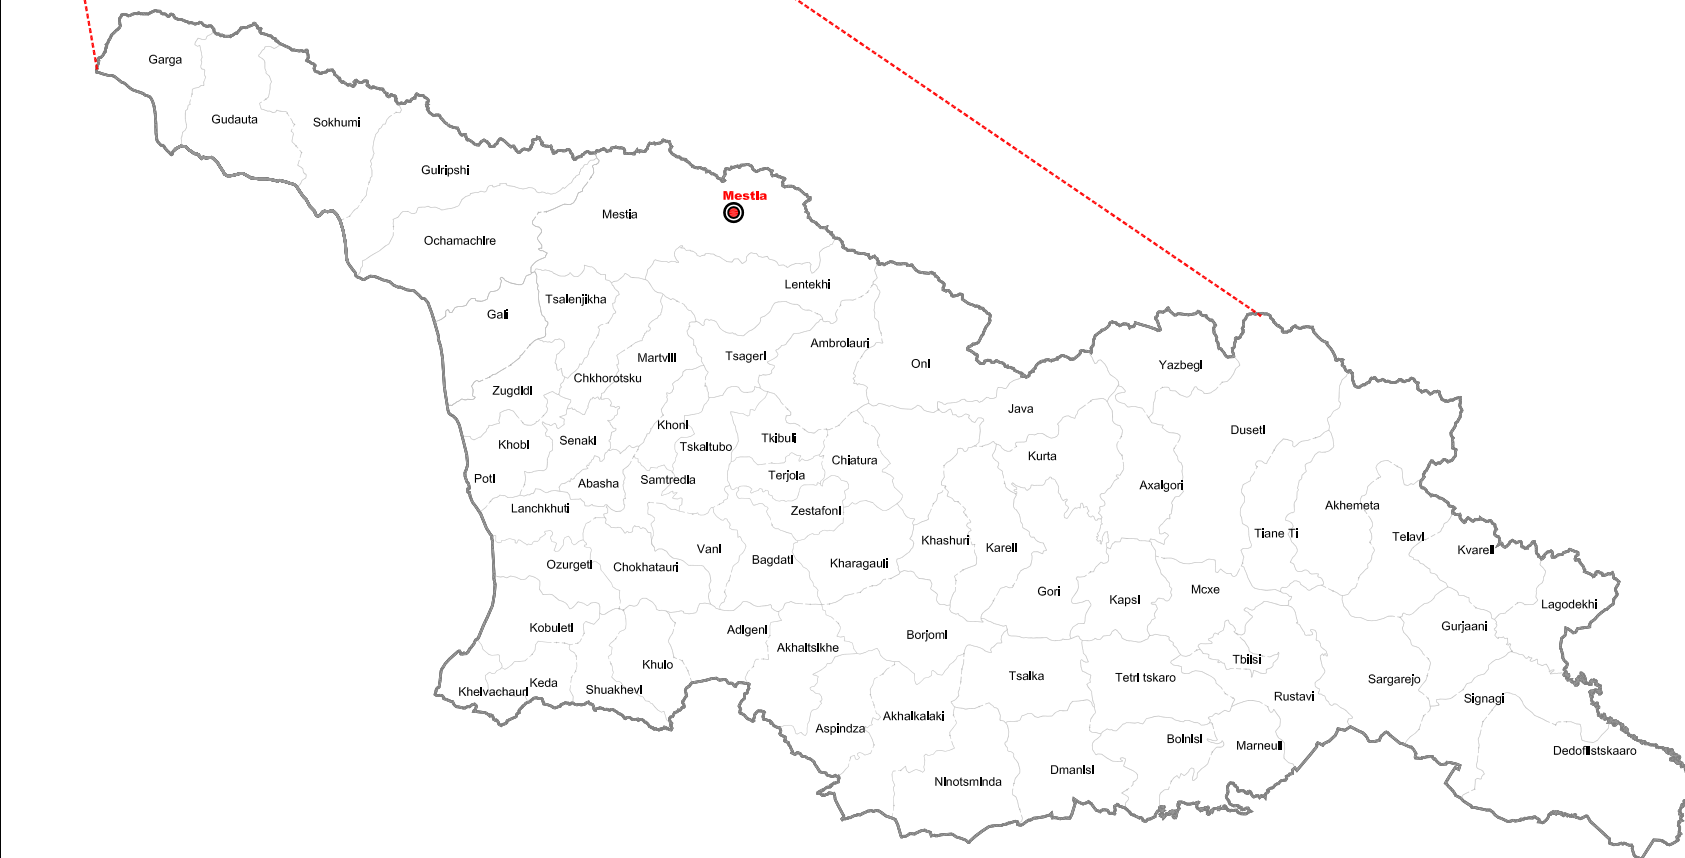 Garga
Gudauta
Sokhumi
Gulripshi
Mestia
Mestia
Ochamachire
Lentekhi
Tsalenjikha
Gali
Ambrolauri
Martvili
Tsageri
Oni
Yazbegi
Chkhorotsku
Zugdidi
Java
Khoni
Duseti
Khobi
Senaki
Tskaltubo
Tkibuli
Chiatura
Kurta
Poti
Abasha
Samtredia
Terjola
Axalgori
Lanchkhuti
Zestafoni
Akhemeta
Tiane Ti
Telavi
Kvareli
Vani
Khashuri
Kareli
Ozurgeti
Chokhatauri
Bagdati
Kharagauli
Gori
Kapsi
Mcxe
Lagodekhi
Kobuleti
Adigeni
Borjomi
Gurjaani
Akhaltsikhe
Khulo
Tbilsi
Khelvachauri
Keda
Shuakhevi
Tsalka
Tetri tskaro
Sargarejo
Rustavi
Signagi
Aspindza
Akhalkalaki
Bolnisi
Marneuli
Dedoflistskaaro
Ninotsminda
Dmanisi